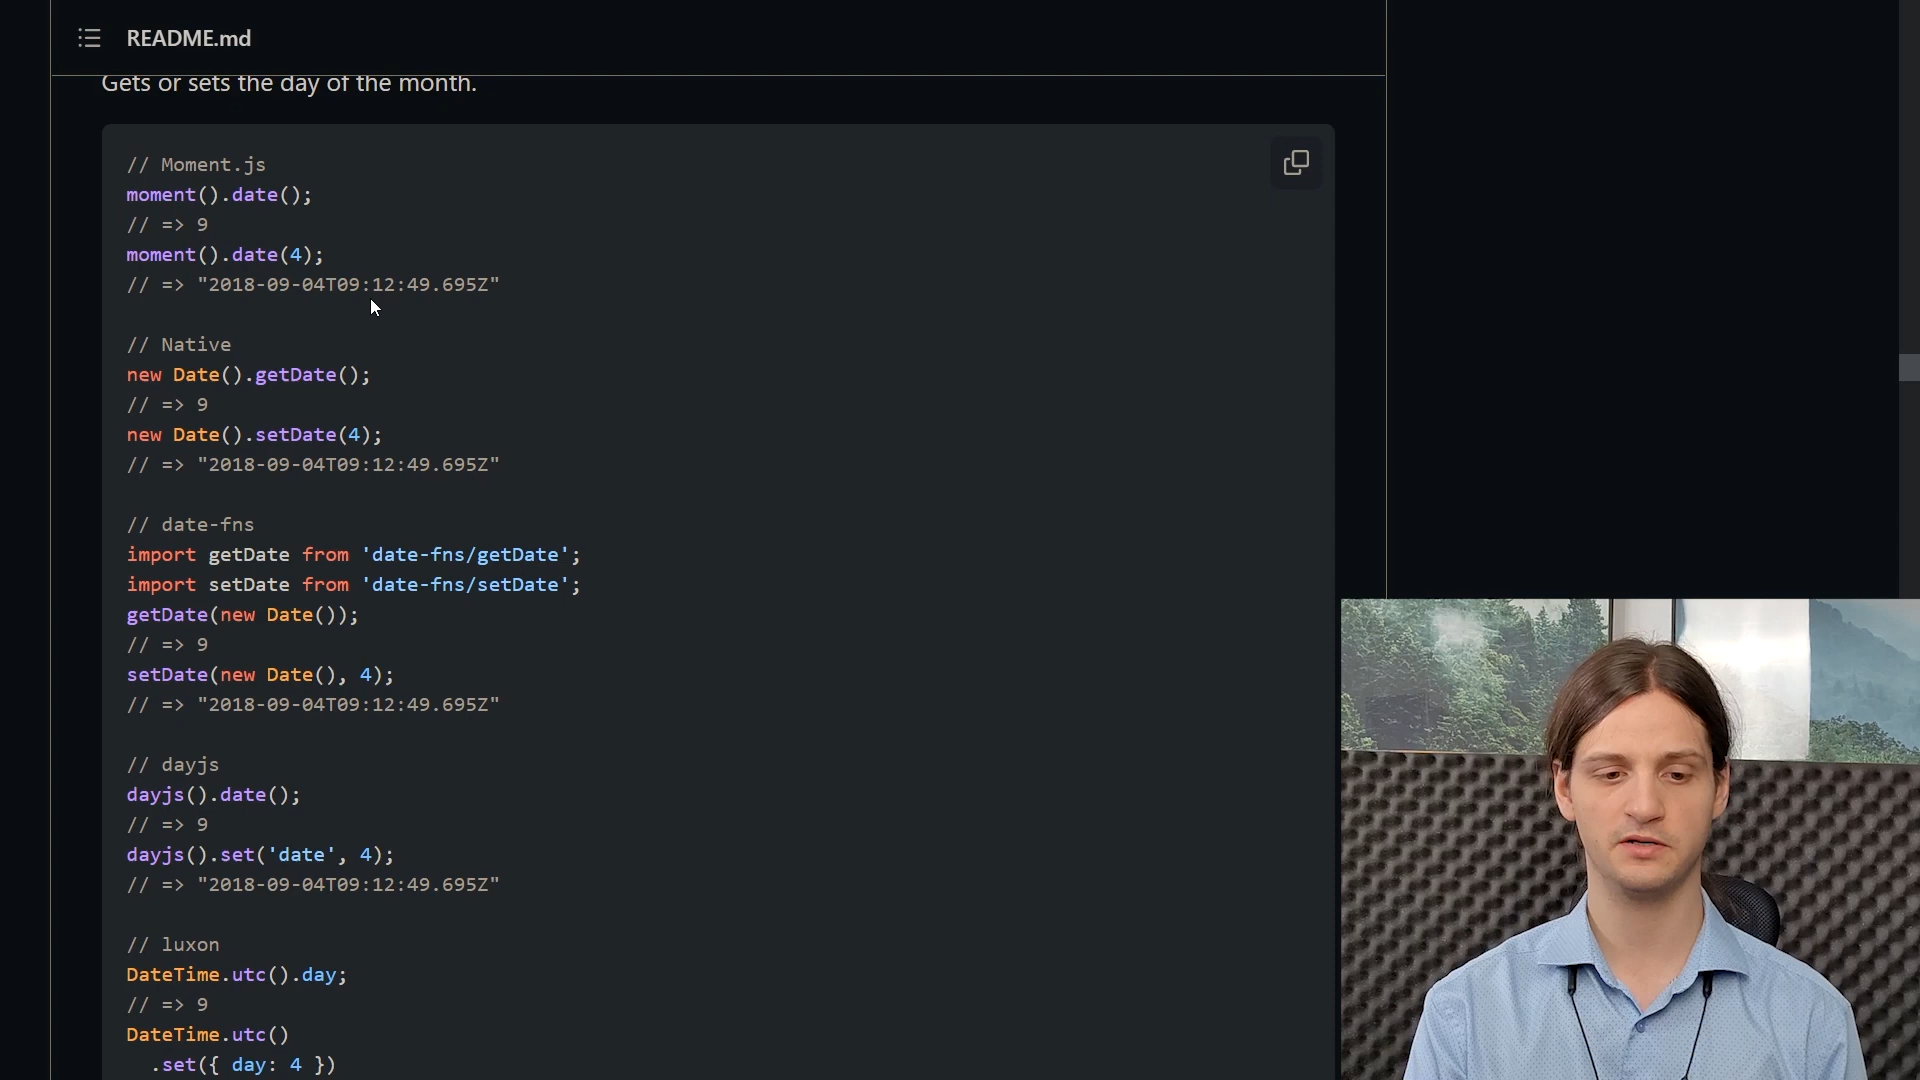 README.md
Gets or sets the day of the month.
// Moment.js
moment().date();
// => 9
moment().date(4);
// => "2018-09-04T09:12:49.695Z"
// Native
new Date().getDate();
// => 9
new Date().setDate(4);
// => "2018-09-04T09:12:49.695Z"
// date-fns
import getDate from 'date-fns/getDate';
import setDate from 'date-fns/setDate';
getDate(new Date());
// => 9
setDate(new Date(), 4);
// => "2018-09-04T09:12:49.695Z"
// dayjs
dayjs().date();
// => 9
dayjs().set('date', 4);
// => "2018-09-04T09:12:49.695Z"
// luxon
DateTime.utc().day;
// => 9
DateTime.utc()
.set({ day: 4 })